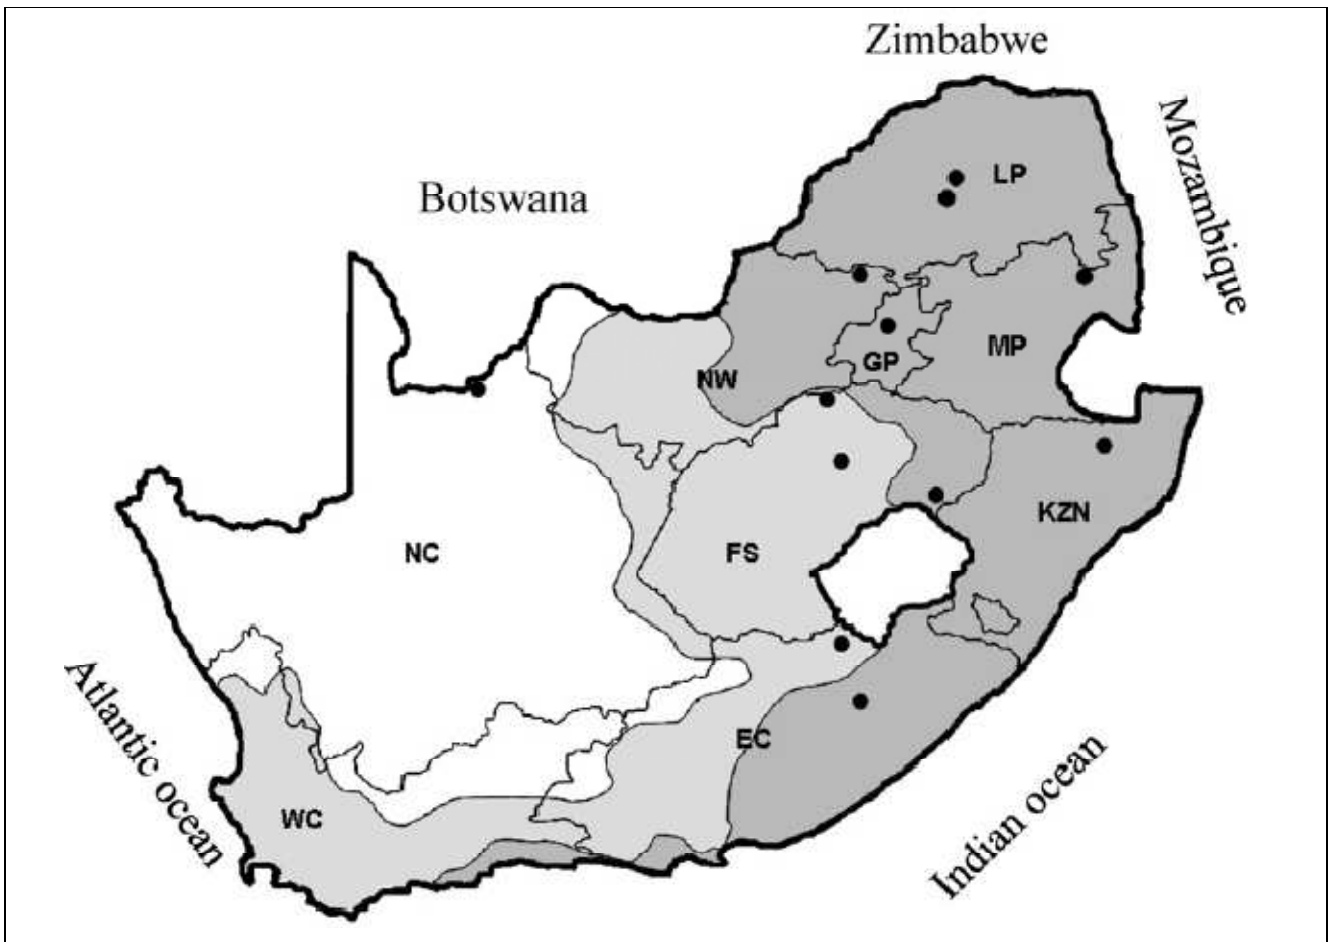 Zimbabwe
Mozambique
LP
Botswana
MP
GP
NW
KZN
NC
FS
EC
WC
Atlantic ocean
Indian ocean